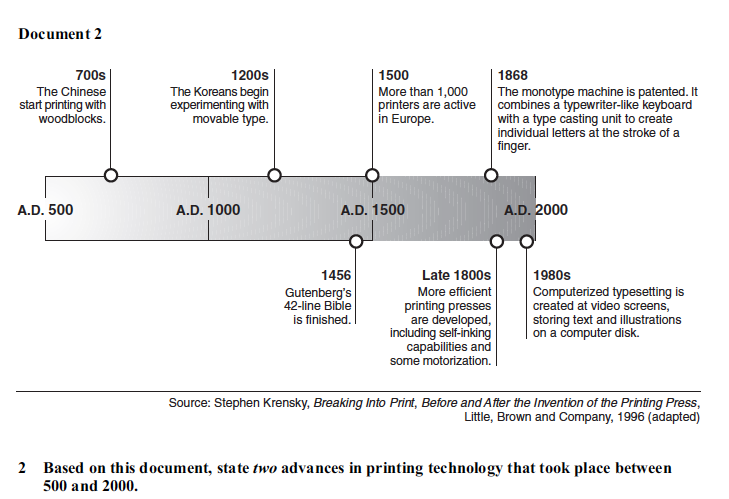 Document 2
700s
The Chinese
start printing with
woodblocks.
1200s
The Koreans begin
experimenting with
movable type.
1500
More than 1,000
printers are active
in Europe.
1868
The monotype machine is patented. It
combines a typewriter-like keyboard
with a type casting unit to create
individual letters at the stroke of a
finger.
A.D. 500
A.D. 1000
A.D. 1500
A.D. 2000
1456
Gutenberg's
42-line Bible
is finished.
Late 1800s
More efficient
printing presses
are developed,
including self-inking
capabilities and
some motorization.
1980s
Computerized typesetting is
created at video screens,
storing text and illustrations
on a computer disk.
Source: Stephen Krensky, Breaking Into Print, Before and After the Invention of the Printing Press,
Little, Brown and Company, 1996 (adapted)
2 Based on this document, state two advances in printing technology that took place between
500 and 2000.